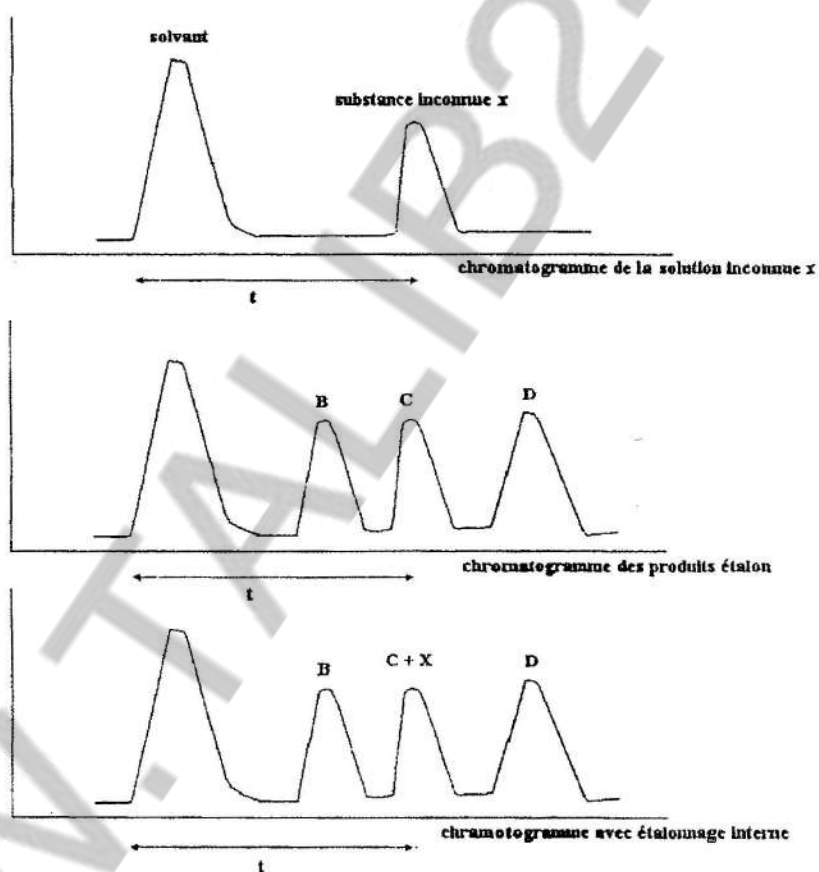 solvant
substance inconnue x
chromatogramme de la solution inconnue x
t
B
C
D
chromatogramme des produits étalon
t
B
C + X
D
chramotogramme avec étalonnage interne
t